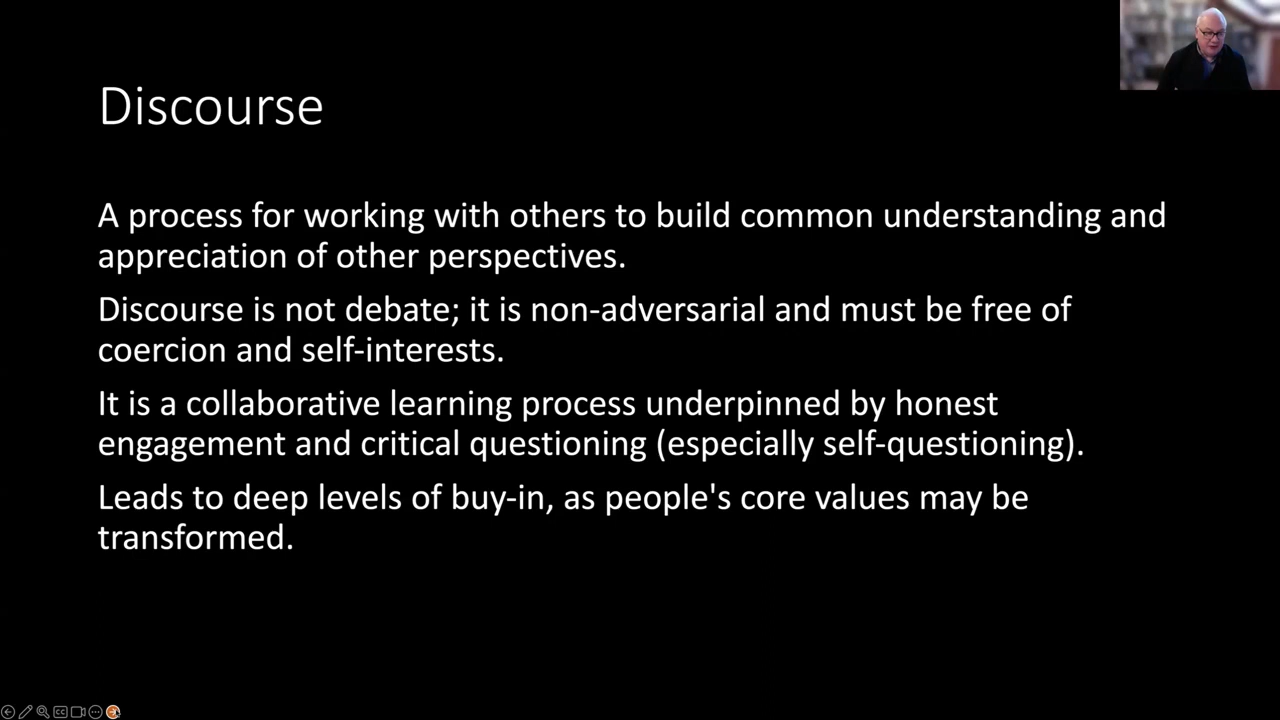 Discourse
A process for working with others to build common understanding and
appreciation of other perspectives.
Discourse is not debate; it is non-adversarial and must be free of
coercion and self-interests.
It is a collaborative learning process underpinned by honest
engagement and critical questioning (especially self-questioning).
Leads to deep levels of buy-in, as people's core values may be
transformed.